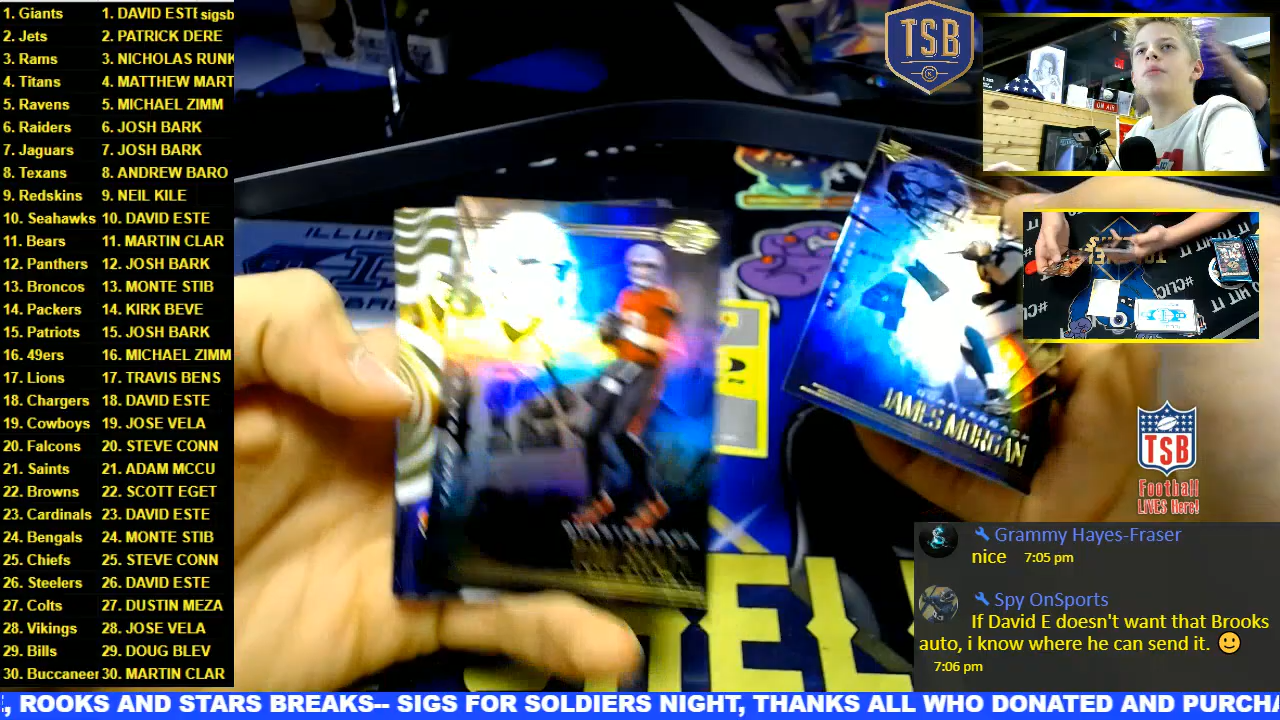 1. Giants 1. DAVID ESTE sigsb
2. Jets 2. PATRICK DERE
3. Rams 3. NICHOLAS RUNK
4. Titans 4. MATTHEW MART
5. Ravens 5. MICHAEL ZIMM
6. Raiders 6. JOSH BARK
7. Jaguars 7. JOSH BARK
8. Texans 8. ANDREW BARO
9. Redskins 9. NEIL KILE
10. Seahawks 10. DAVID ESTE
11. Bears 11. MARTIN CLAR
12. Panthers 12. JOSH BARK
13. Broncos 13. MONTE STIB
14. Packers 14. KIRK BEVE
15. Patriots 15. JOSH BARK
16. 49ers 16. MICHAEL ZIMM
17. Lions 17. TRAVIS BENS
18. Chargers 18. DAVID ESTE
19. Cowboys 19. JOSE VELA
20. Falcons 20. STEVE CONN
21. Saints 21. ADAM MCCU
22. Browns 22. SCOTT EGET
23. Cardinals 23. DAVID ESTE
24. Bengals 24. MONTE STIB
25. Chiefs 25. STEVE CONN
26. Steelers 26. DAVID ESTE
27. Colts 27. DUSTIN MEZA
28. Vikings 28. JOSE VELA
29. Bills 29. DOUG BLEV
30. Buccaneer 30. MARTIN CLAR
TSB
ON AIR
ILLUS
4
QUARTERBACK
JAMES MORGAN
TSB
Football
LIVES Here!
Grammy Hayes-Fraser
nice 7:05 pm
Spy OnSports
If David E doesn't want that Brooks
auto, i know where he can send it.
7:06 pm
, ROOKS AND STARS BREAKS-- SIGS FOR SOLDIERS NIGHT, THANKS ALL WHO DONATED AND PURCHA